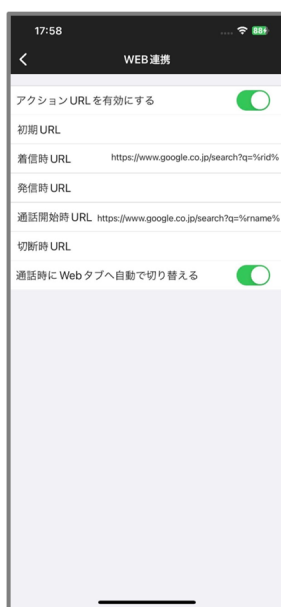 17:58
88+
WEB連携
アクションURLを有効にする
初期URL
着信時URL https://www.google.co.jp/search?q=%rid%
発信時URL
通話開始時URL https://www.google.co.jp/search?q=%rname%
切断時URL
通話時にWebタブへ自動で切り替える